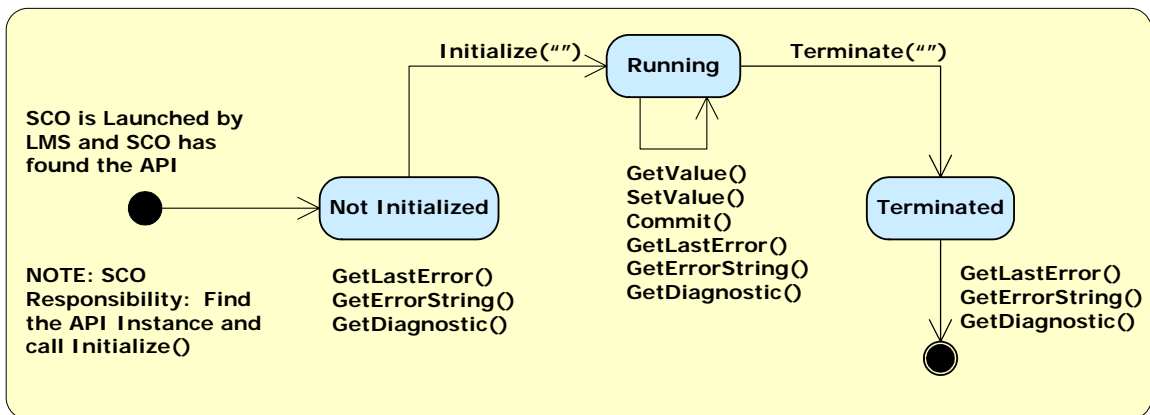 Initialize(“”)
Running
Terminate(“”)
SCO is Launched by
LMS and SCO has
found the API
Not Initialized
GetValue()
SetValue()
Commit()
GetLastError()
GetErrorString()
GetDiagnostic()
Terminated
NOTE: SCO
Responsibility: Find
the API Instance and
call Initialize()
GetLastError()
GetErrorString()
GetDiagnostic()
GetLastError()
GetErrorString()
GetDiagnostic()